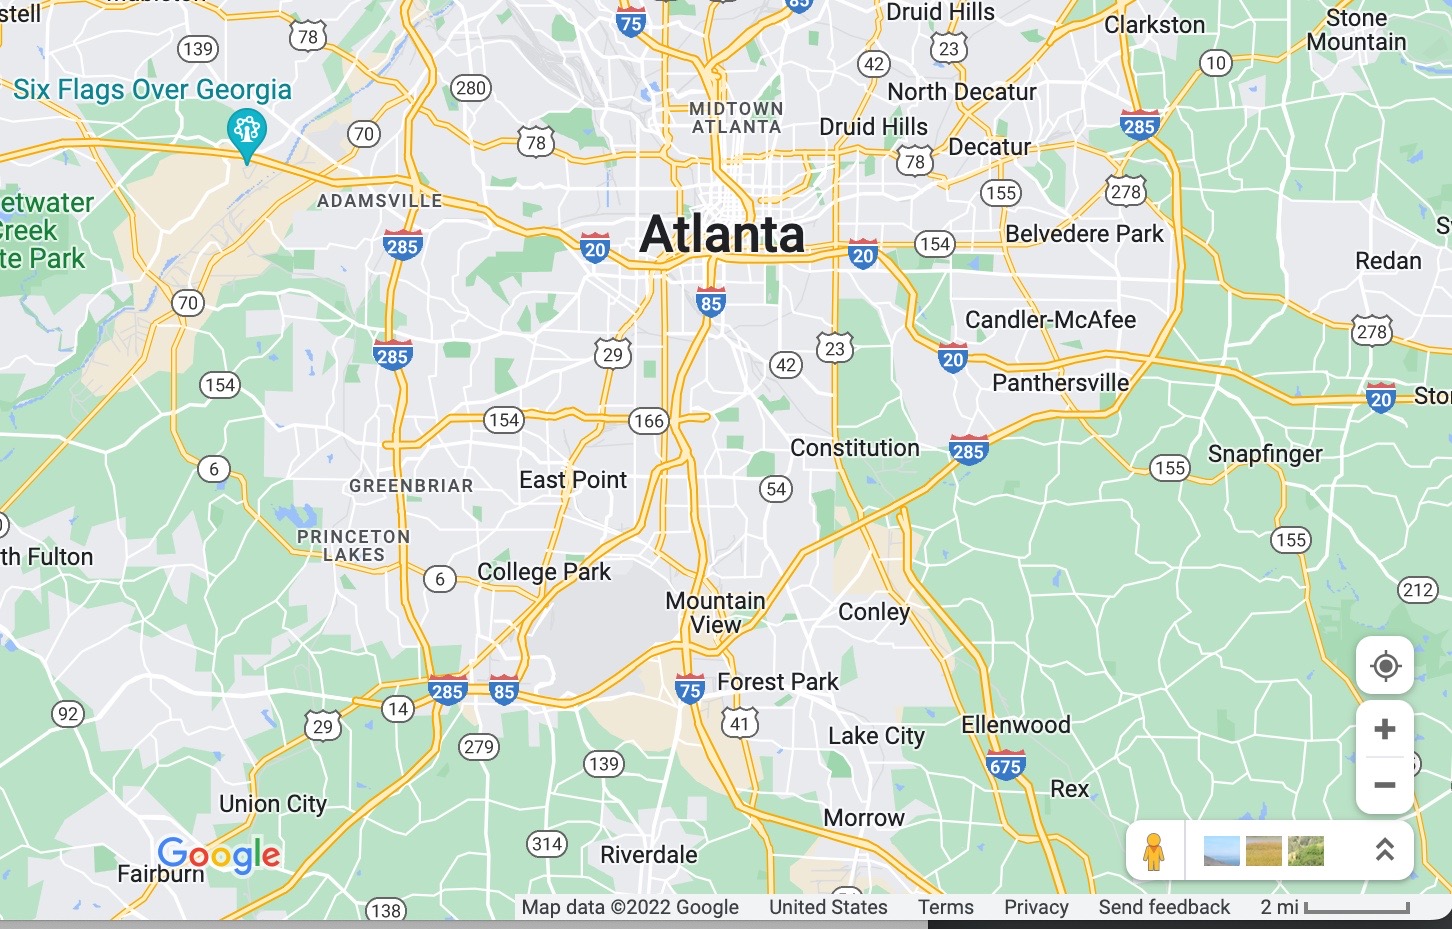 stell
78
139
75
85
Druid Hills
23
42
Clarkston
Stone
Mountain
10
Six Flags Over Georgia
280
MIDTOWN
ATLANTA
North Decatur
Druid Hills
285
70
78
78
Decatur
155
278
etwater
Creek
te Park
ADAMSVILLE
285
20
Atlanta
20
154
Belvedere Park
Redan
70
85
Candler-McAfee
278
285
29
42
23
20
Panthersville
154
20
Sto
154
166
Constitution
285
6
East Point
54
155
Snapfinger
GREENBRIAR
PRINCETON
LAKES
155
th Fulton
6
College Park
Mountain
View
Conley
212
285
85
75
Forest Park
92
29
14
41
Lake City
Ellenwood
279
139
675
Rex
Union City
Morrow
Google
Fairburn
314
Riverdale
138
Map data ©2022 Google United States Terms Privacy Send feedback 2 mi